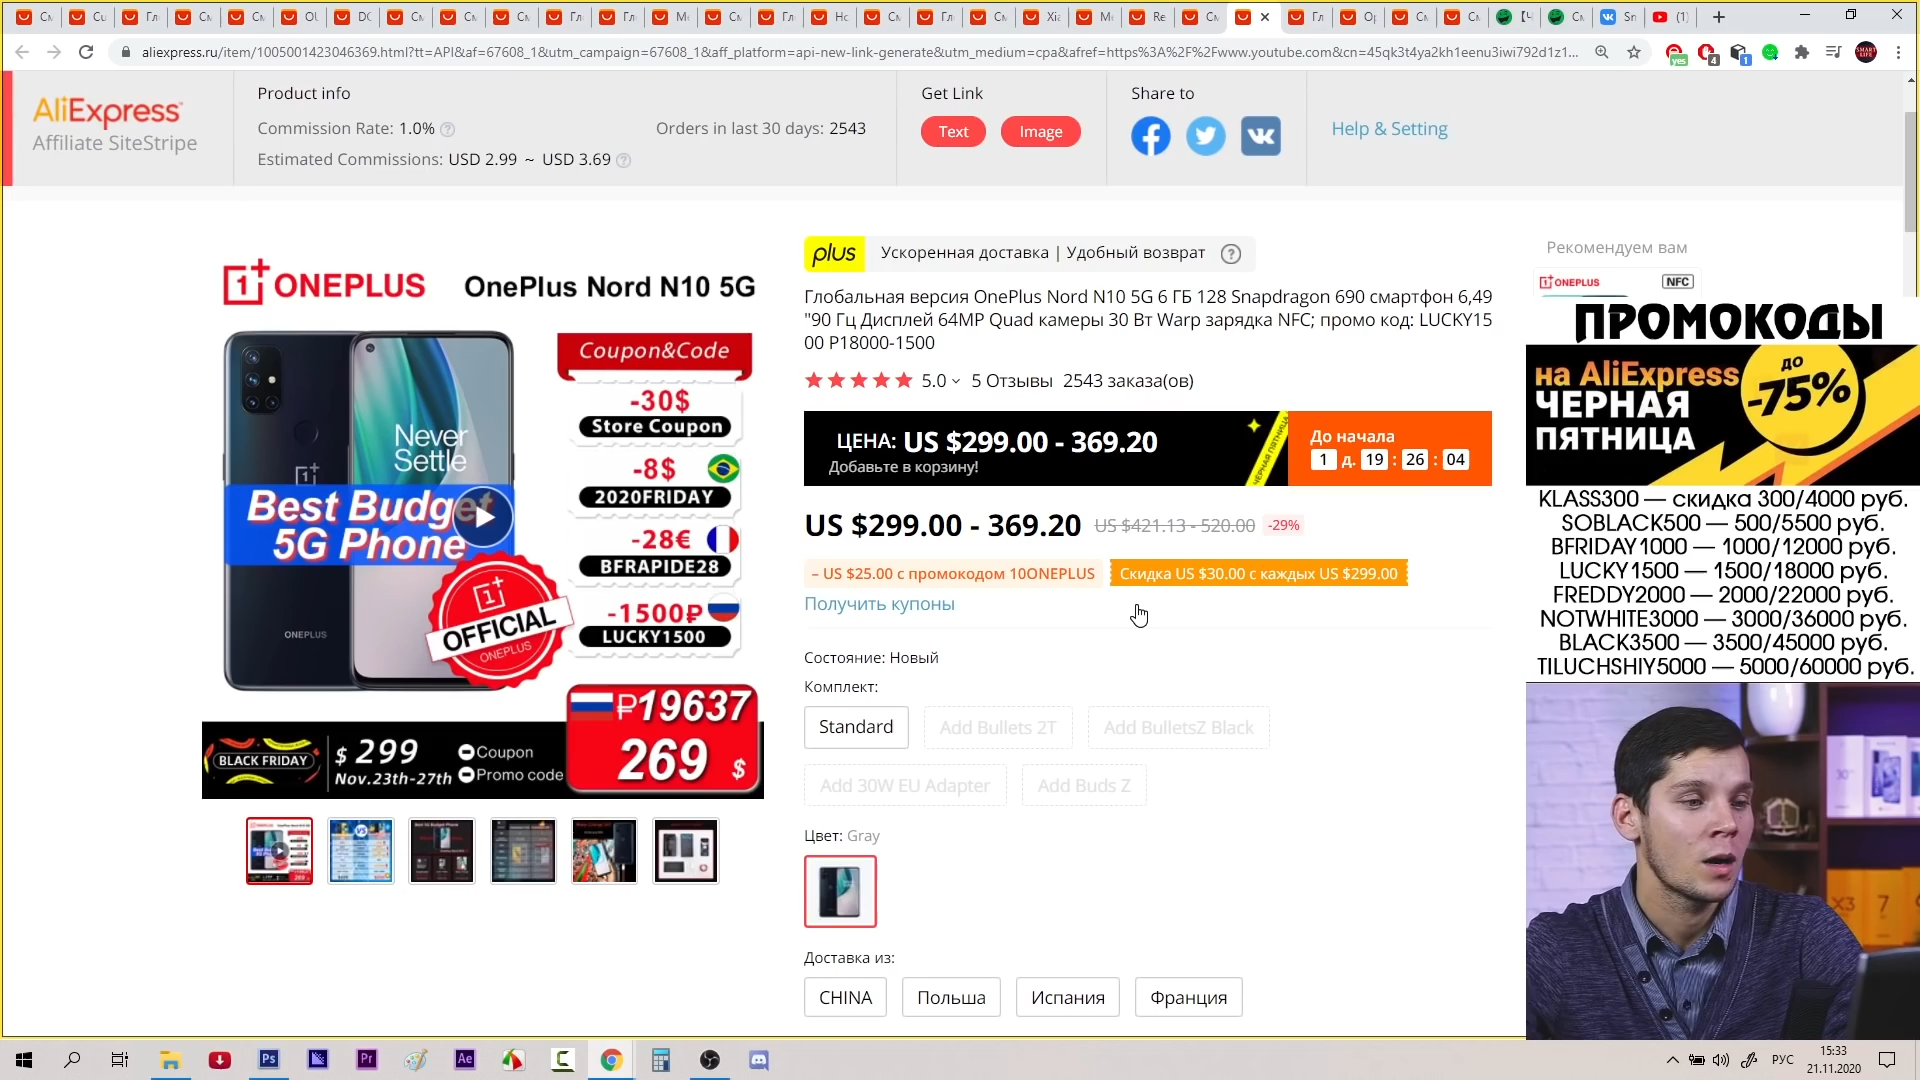 aliexpress.ru/item/1005001423046369.html?tt=API&af=67608_1&utm_campaign=67608_1&aff_platform=api-new-link-generate&utm_medium=cpa&afref=https%3A%2F%2Fwww.youtube.com&cn=45qk3t4ya2kh1eenu3iwi792d1z1...
AliExpress
Affiliate SiteStripe
Product info
Commission Rate: 1.0%
Orders in last 30 days: 2543
Estimated Commissions: USD 2.99 ~ USD 3.69
Get Link
Text
Image
Share to
Help & Setting
ONEPLUS
OnePlus Nord N10 5G
Never
Settle
Best Budget
5G Phone
ONEPLUS
OFFICIAL
ONEPLUS
Coupon&Code
-30$
Store Coupon
-8$
2020FRIDAY
-28€
BFRAPIDE28
-1500₽
LUCKY1500
₽19637
269 $
BLACK FRIDAY
$ 299
Nov.23th-27th
Coupon
Promo code
plus
Ускоренная доставка | Удобный возврат
Глобальная версия OnePlus Nord N10 5G 6 ГБ 128 Snapdragon 690 смартфон 6,49
"90 Гц Дисплей 64MP Quad камеры 30 Вт Warp зарядка NFC; промо код: LUCKY15
00 P18000-1500
5.0
5 Отзывы
2543 заказа(ов)
ЦЕНА: US $299.00 - 369.20
Добавьте в корзину!
ЧЁРНАЯ ПЯТНИЦА
До начала
1 д. 19 : 26 : 04
US $299.00 - 369.20
US $421.13 - 520.00
-29%
– US $25.00 с промокодом 10ONEPLUS
Скидка US $30.00 с каждых US $299.00
Получить купоны
Состояние: Новый
Комплект:
Standard
Add Bullets 2T
Add BulletsZ Black
Add 30W EU Adapter
Add Buds Z
Цвет: Gray
Доставка из:
CHINA
Польша
Испания
Франция
Рекомендуем вам
ONEPLUS
NFC
ПРОМОКОДЫ
на AliExpress
ЧЕРНАЯ
ПЯТНИЦА
ДО
-75%
KLASS300 — скидка 300/4000 руб.
SOBLACK500 — 500/5500 руб.
BFRIDAY1000 — 1000/12000 руб.
LUCKY1500 — 1500/18000 руб.
FREDDY2000 — 2000/22000 руб.
NOTWHITE3000 — 3000/36000 руб.
BLACK3500 — 3500/45000 руб.
TILUCHSHIY5000 — 5000/60000 руб.
РУС
15:33
21.11.2020